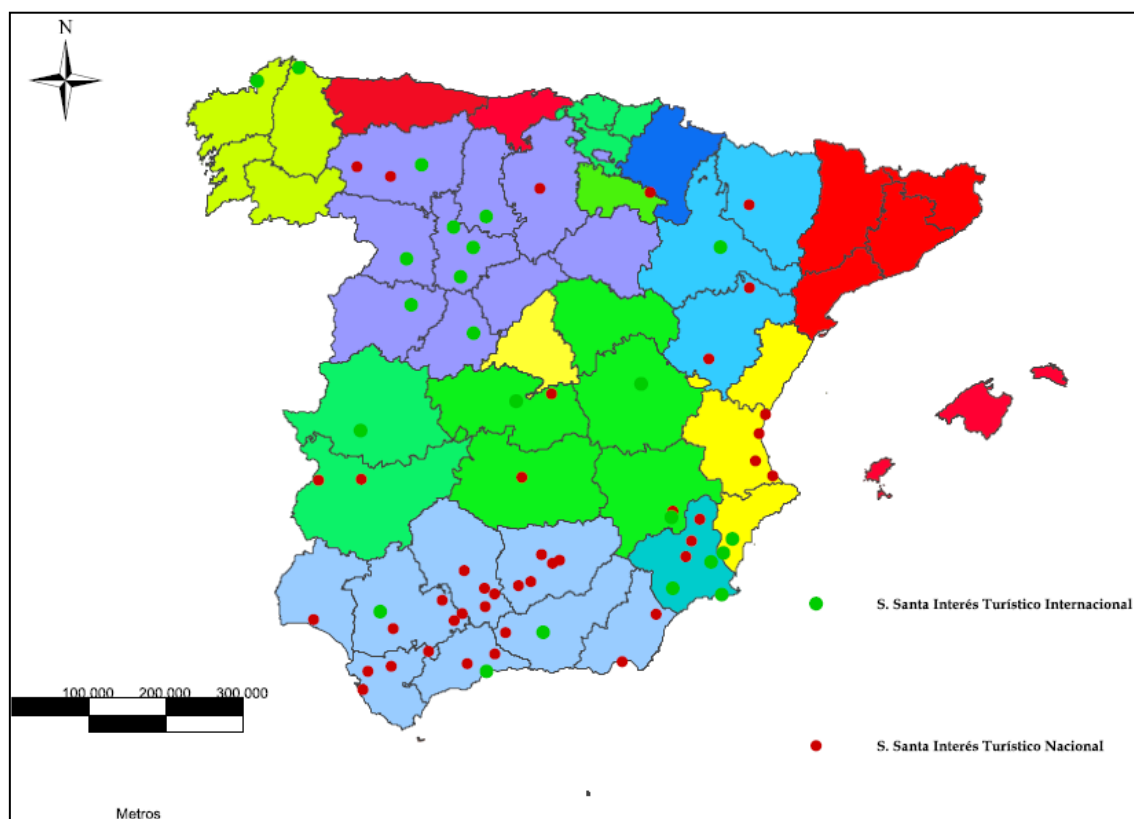 N
S. Santa Interés Turístico Internacional
100.000 200.000 300.000
S. Santa Interés Turístico Nacional
Metros